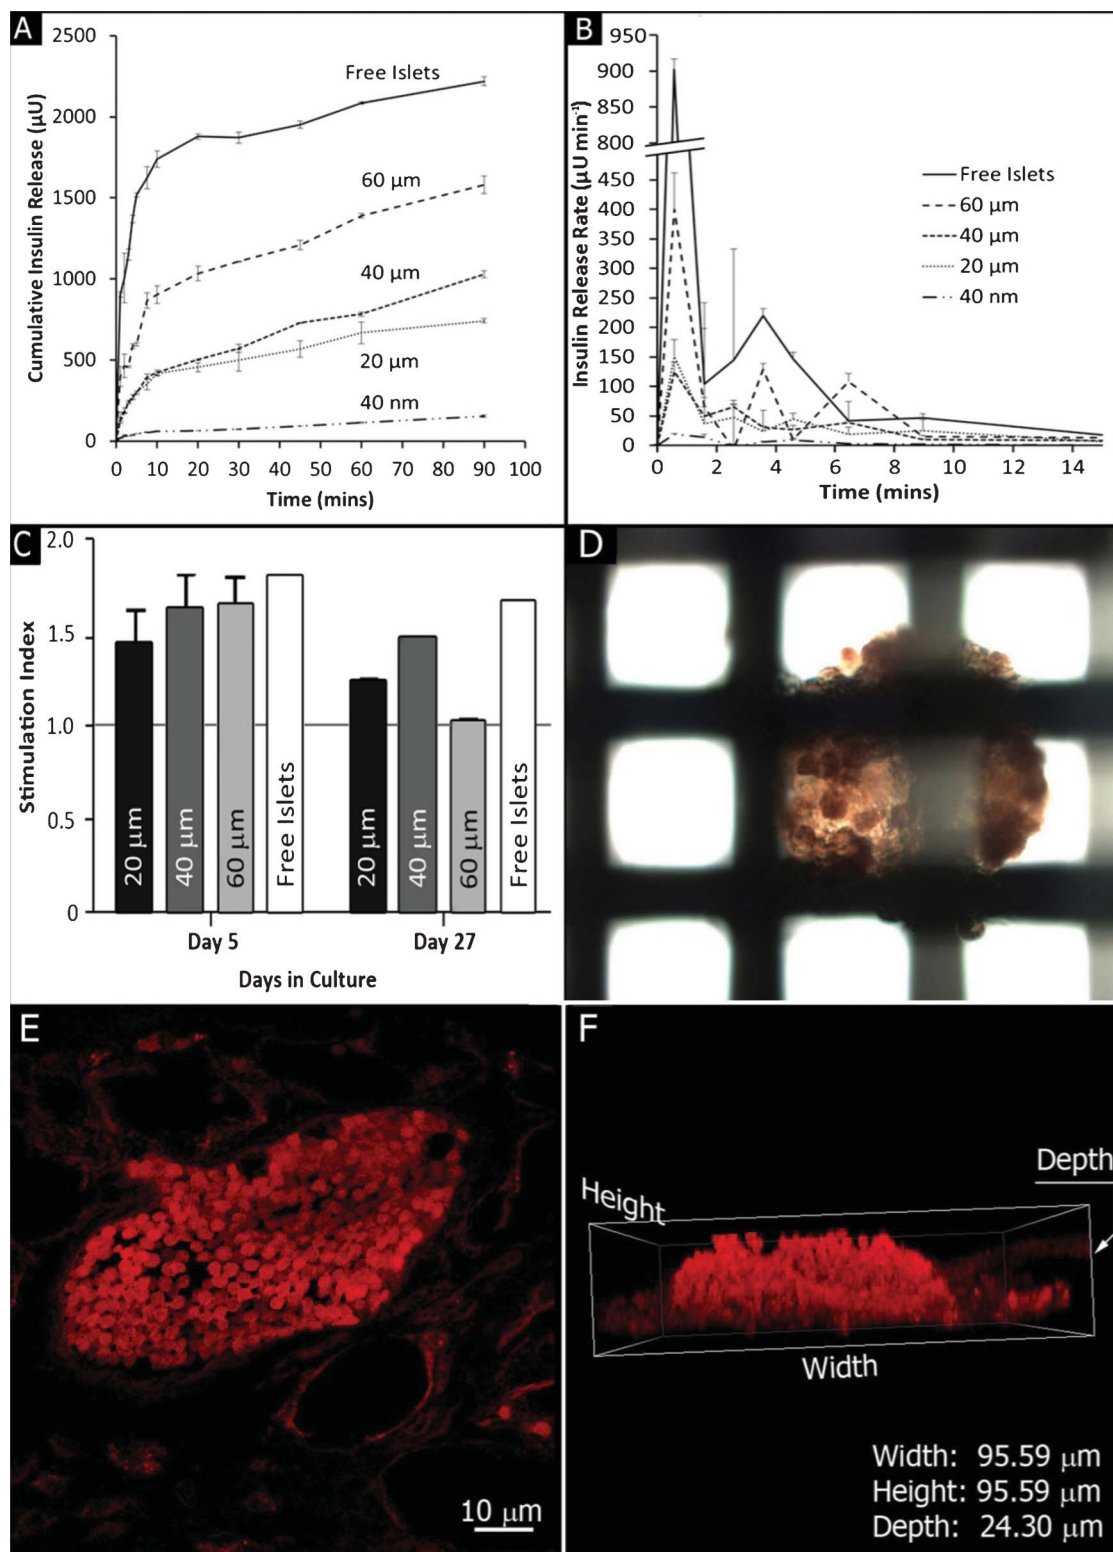 A
2500
2000
1500
1000
500
0
Cumulative Insulin Release (µU)
Free Islets
60 µm
40 µm
20 µm
40 nm
0 10 20 30 40 50 60 70 80 90 100
Time (mins)
B
950
900
850
800
450
400
350
300
250
200
150
100
50
0
Insulin Release Rate (µU min⁻¹)
Free Islets
60 µm
40 µm
20 µm
40 nm
0 2 4 6 8 10 12 14
Time (mins)
C
2.0
1.5
1.0
0.5
0
Stimulation Index
20 µm
40 µm
60 µm
Free Islets
20 µm
40 µm
60 µm
Free Islets
Day 5 Day 27
Days in Culture
D
E
10 µm
F
Depth
Height
Width
Width: 95.59 µm
Height: 95.59 µm
Depth: 24.30 µm